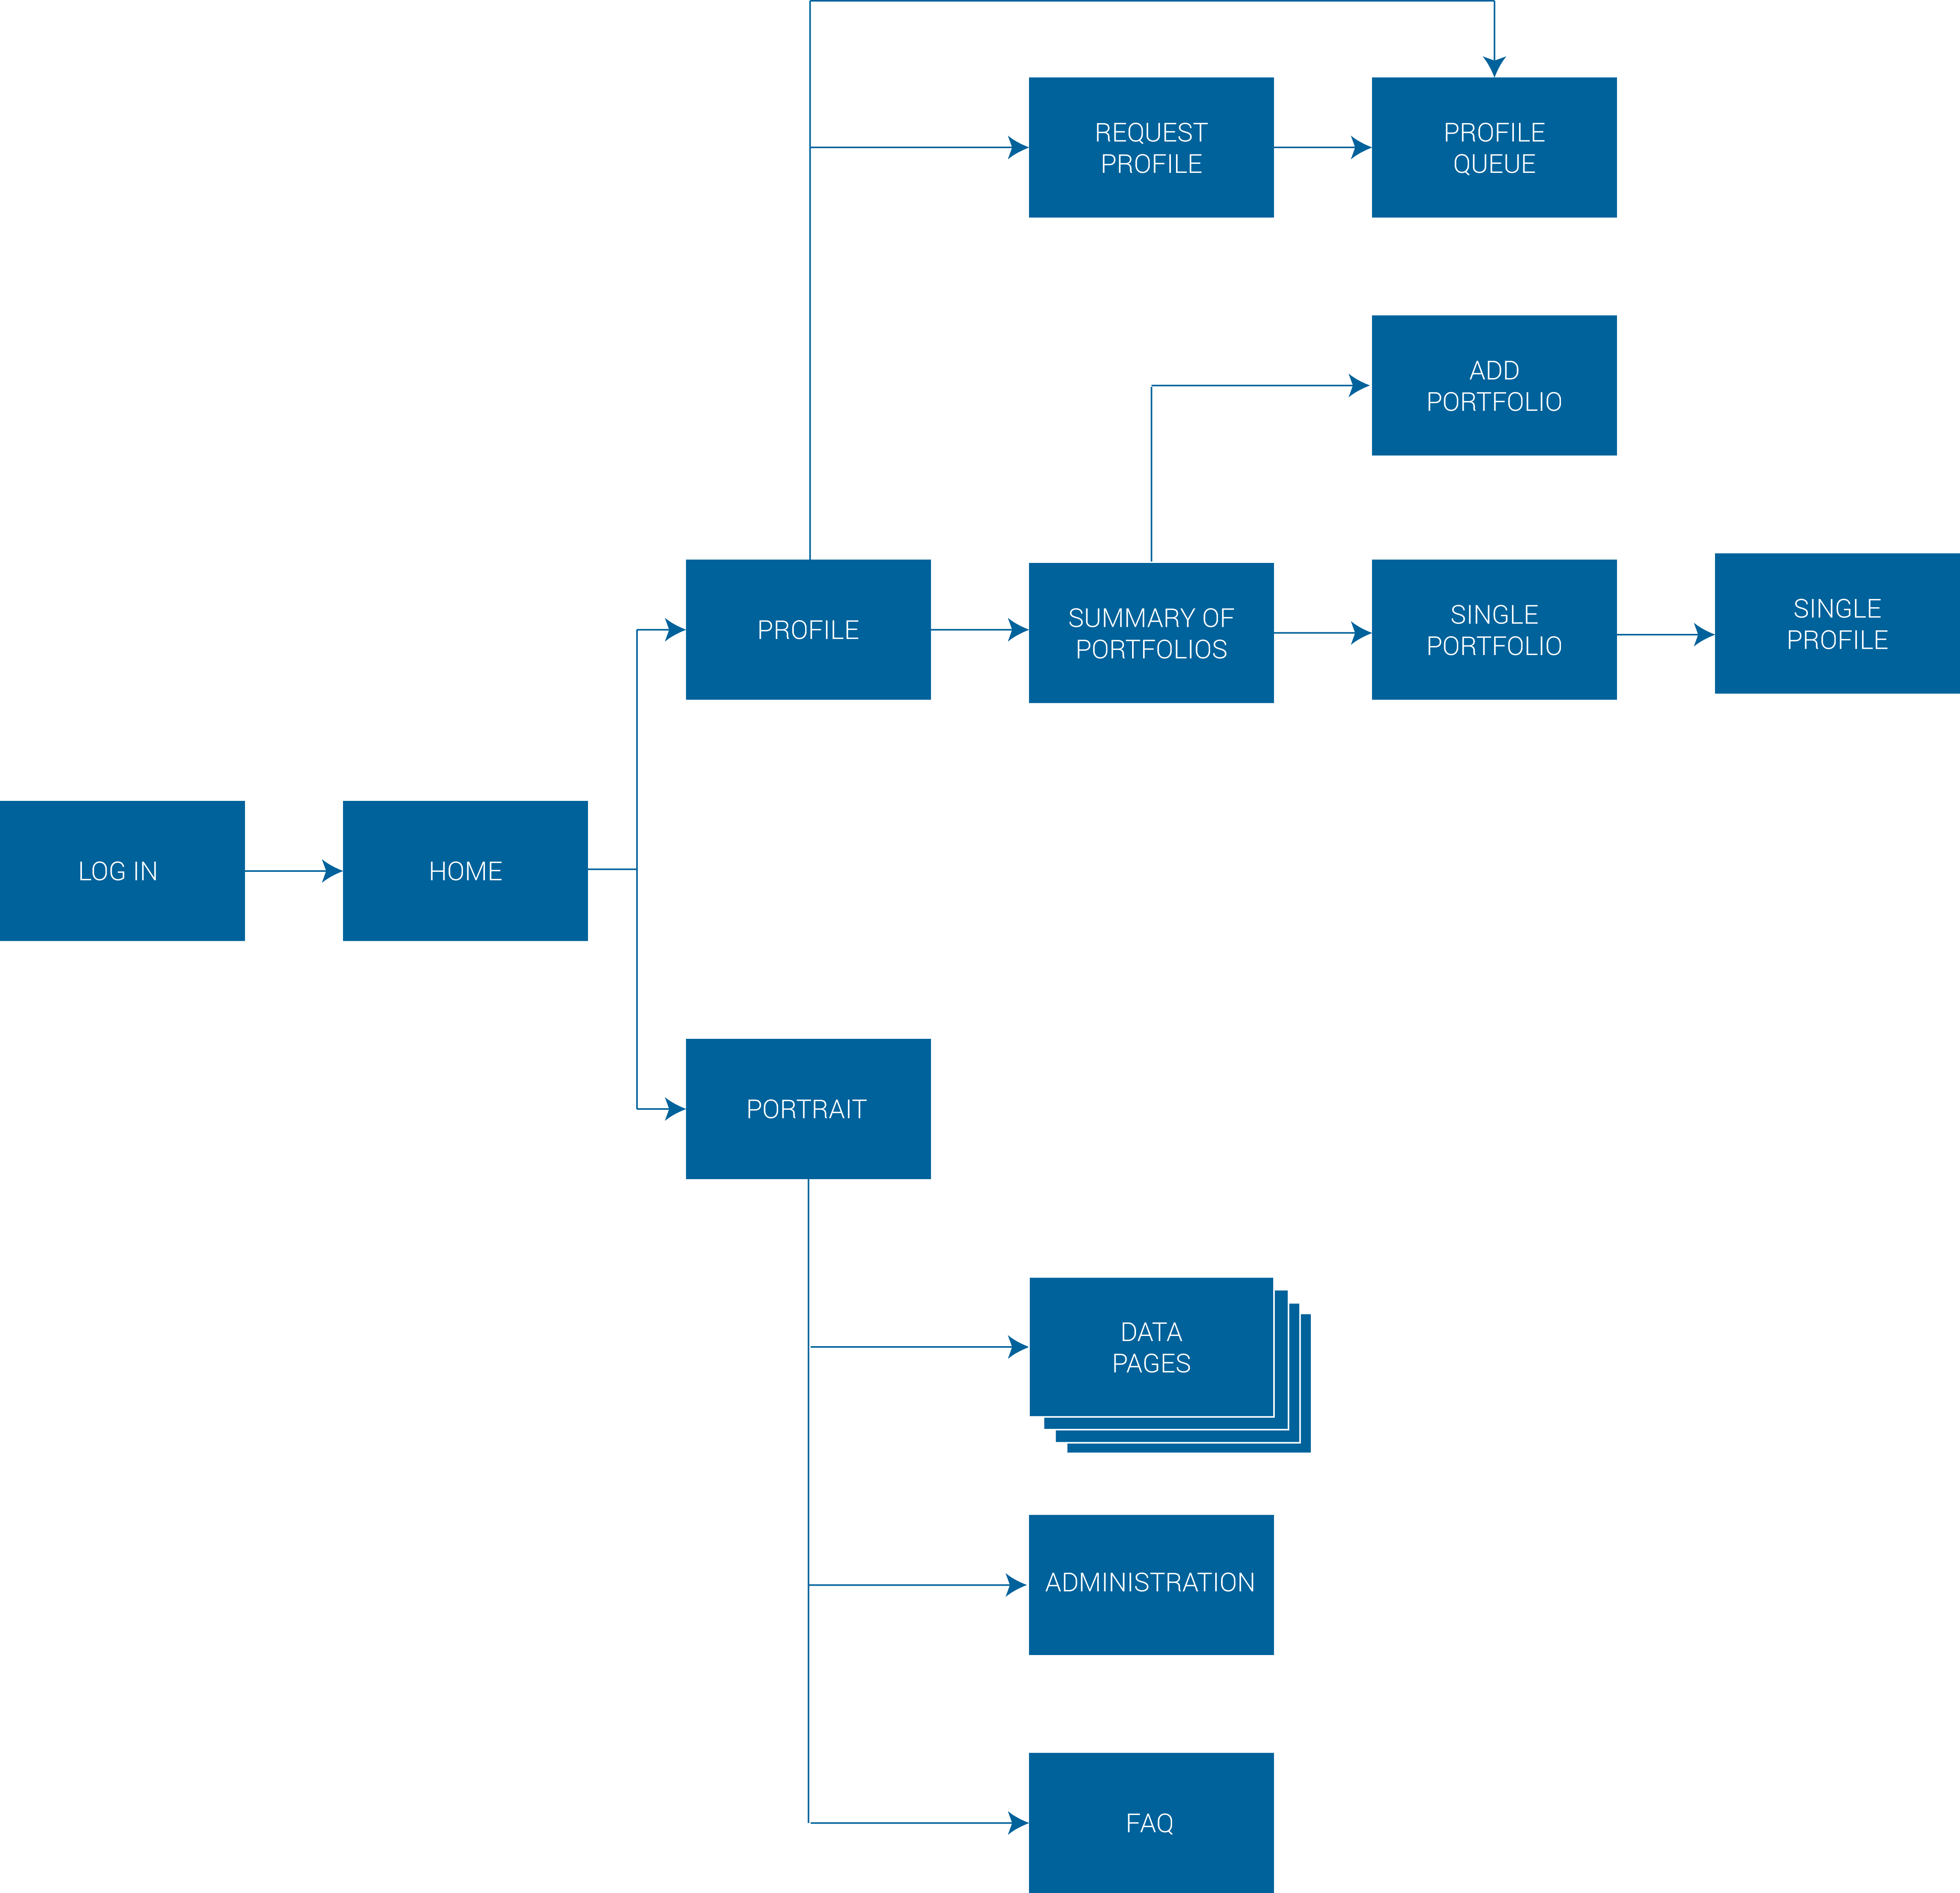 REQUEST
PROFILE
PROFILE
QUEUE
ADD
PORTFOLIO
PROFILE
SUMMARY OF
PORTFOLIOS
SINGLE
PORTFOLIO
SINGLE
PROFILE
LOG IN
HOME
PORTRAIT
DATA
PAGES
ADMINISTRATION
FAQ